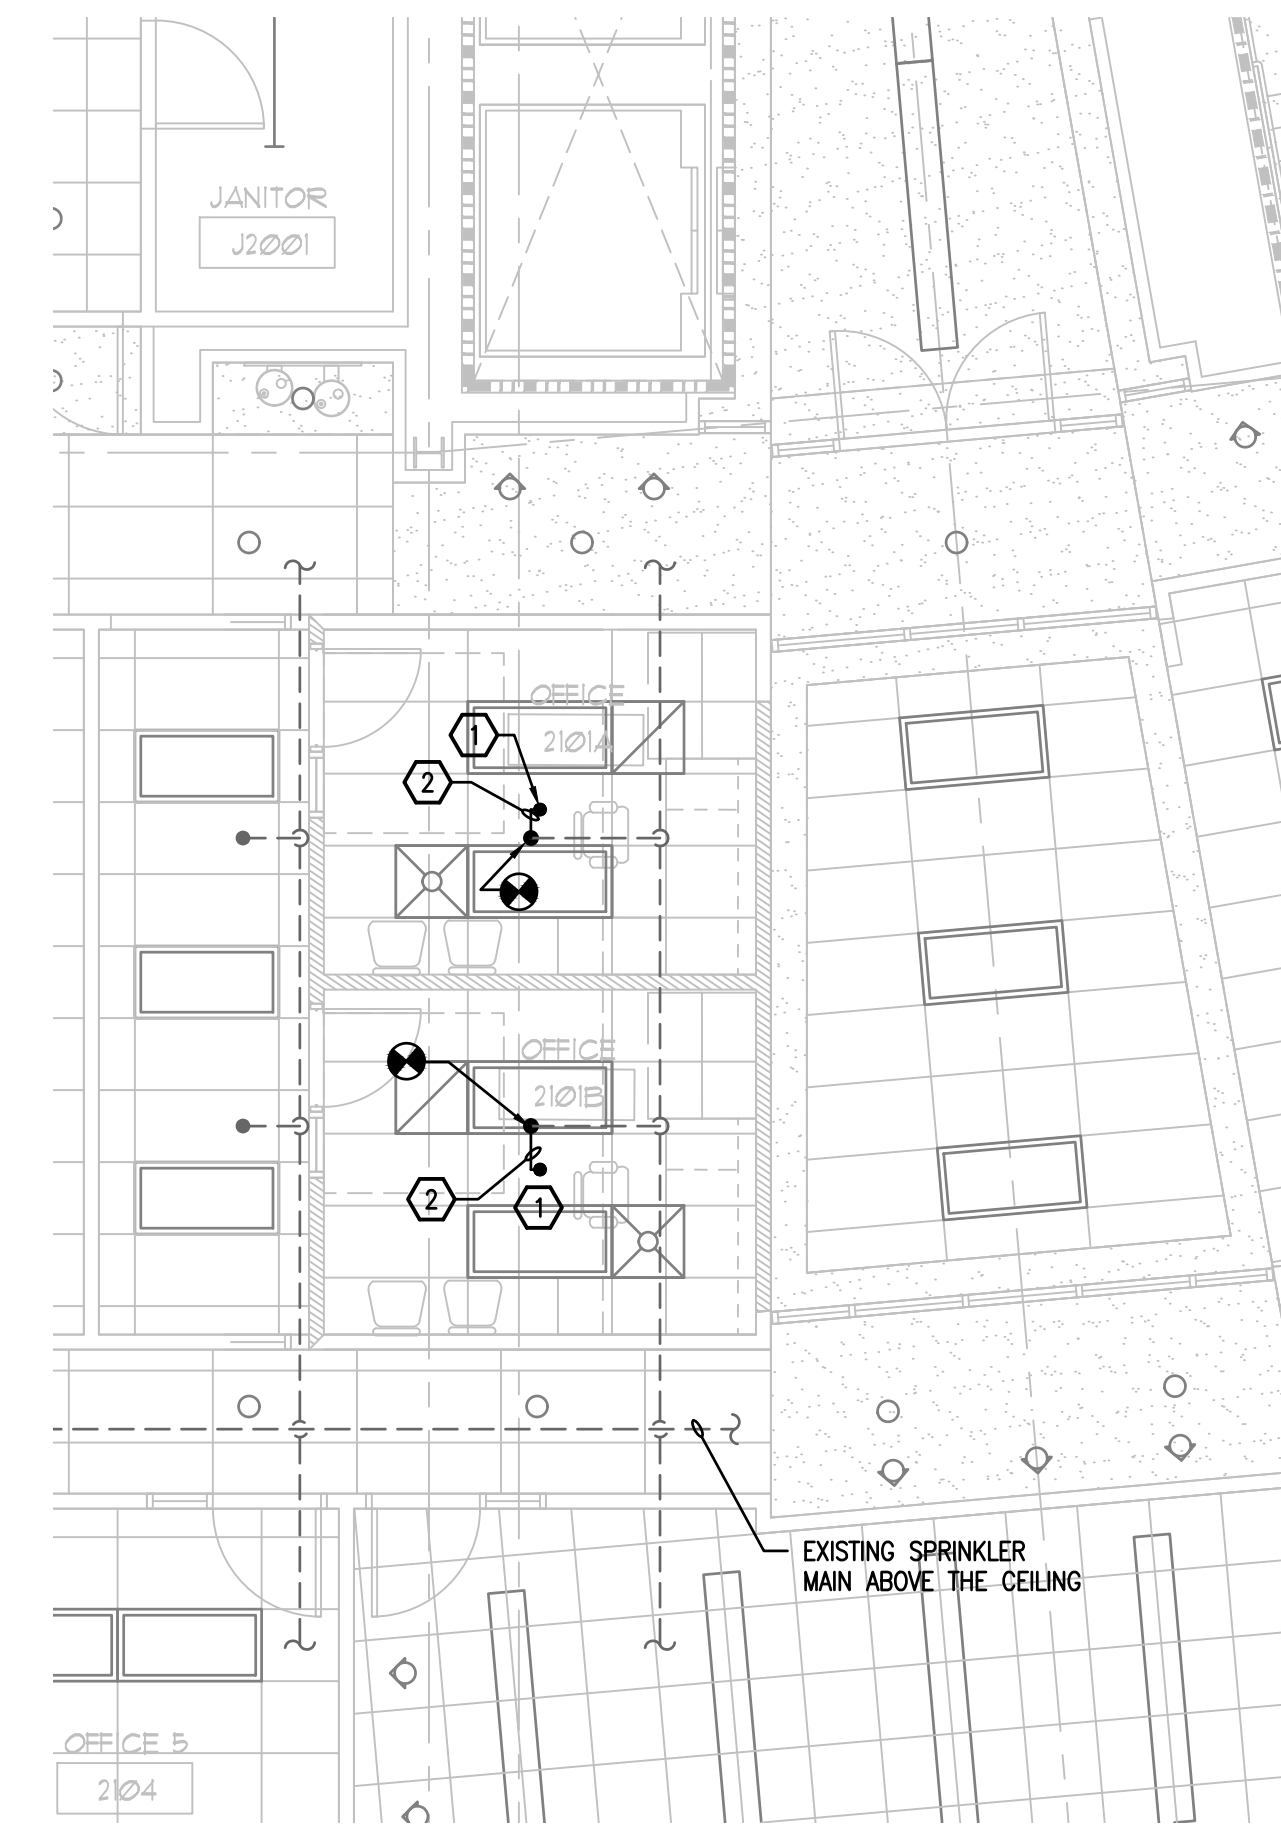 JANITOR
J2001
OFFICE
1
2101A
2
OFFICE
2101B
2
1
EXISTING SPRINKLER
MAIN ABOVE THE CEILING
OFFICE 5
2104